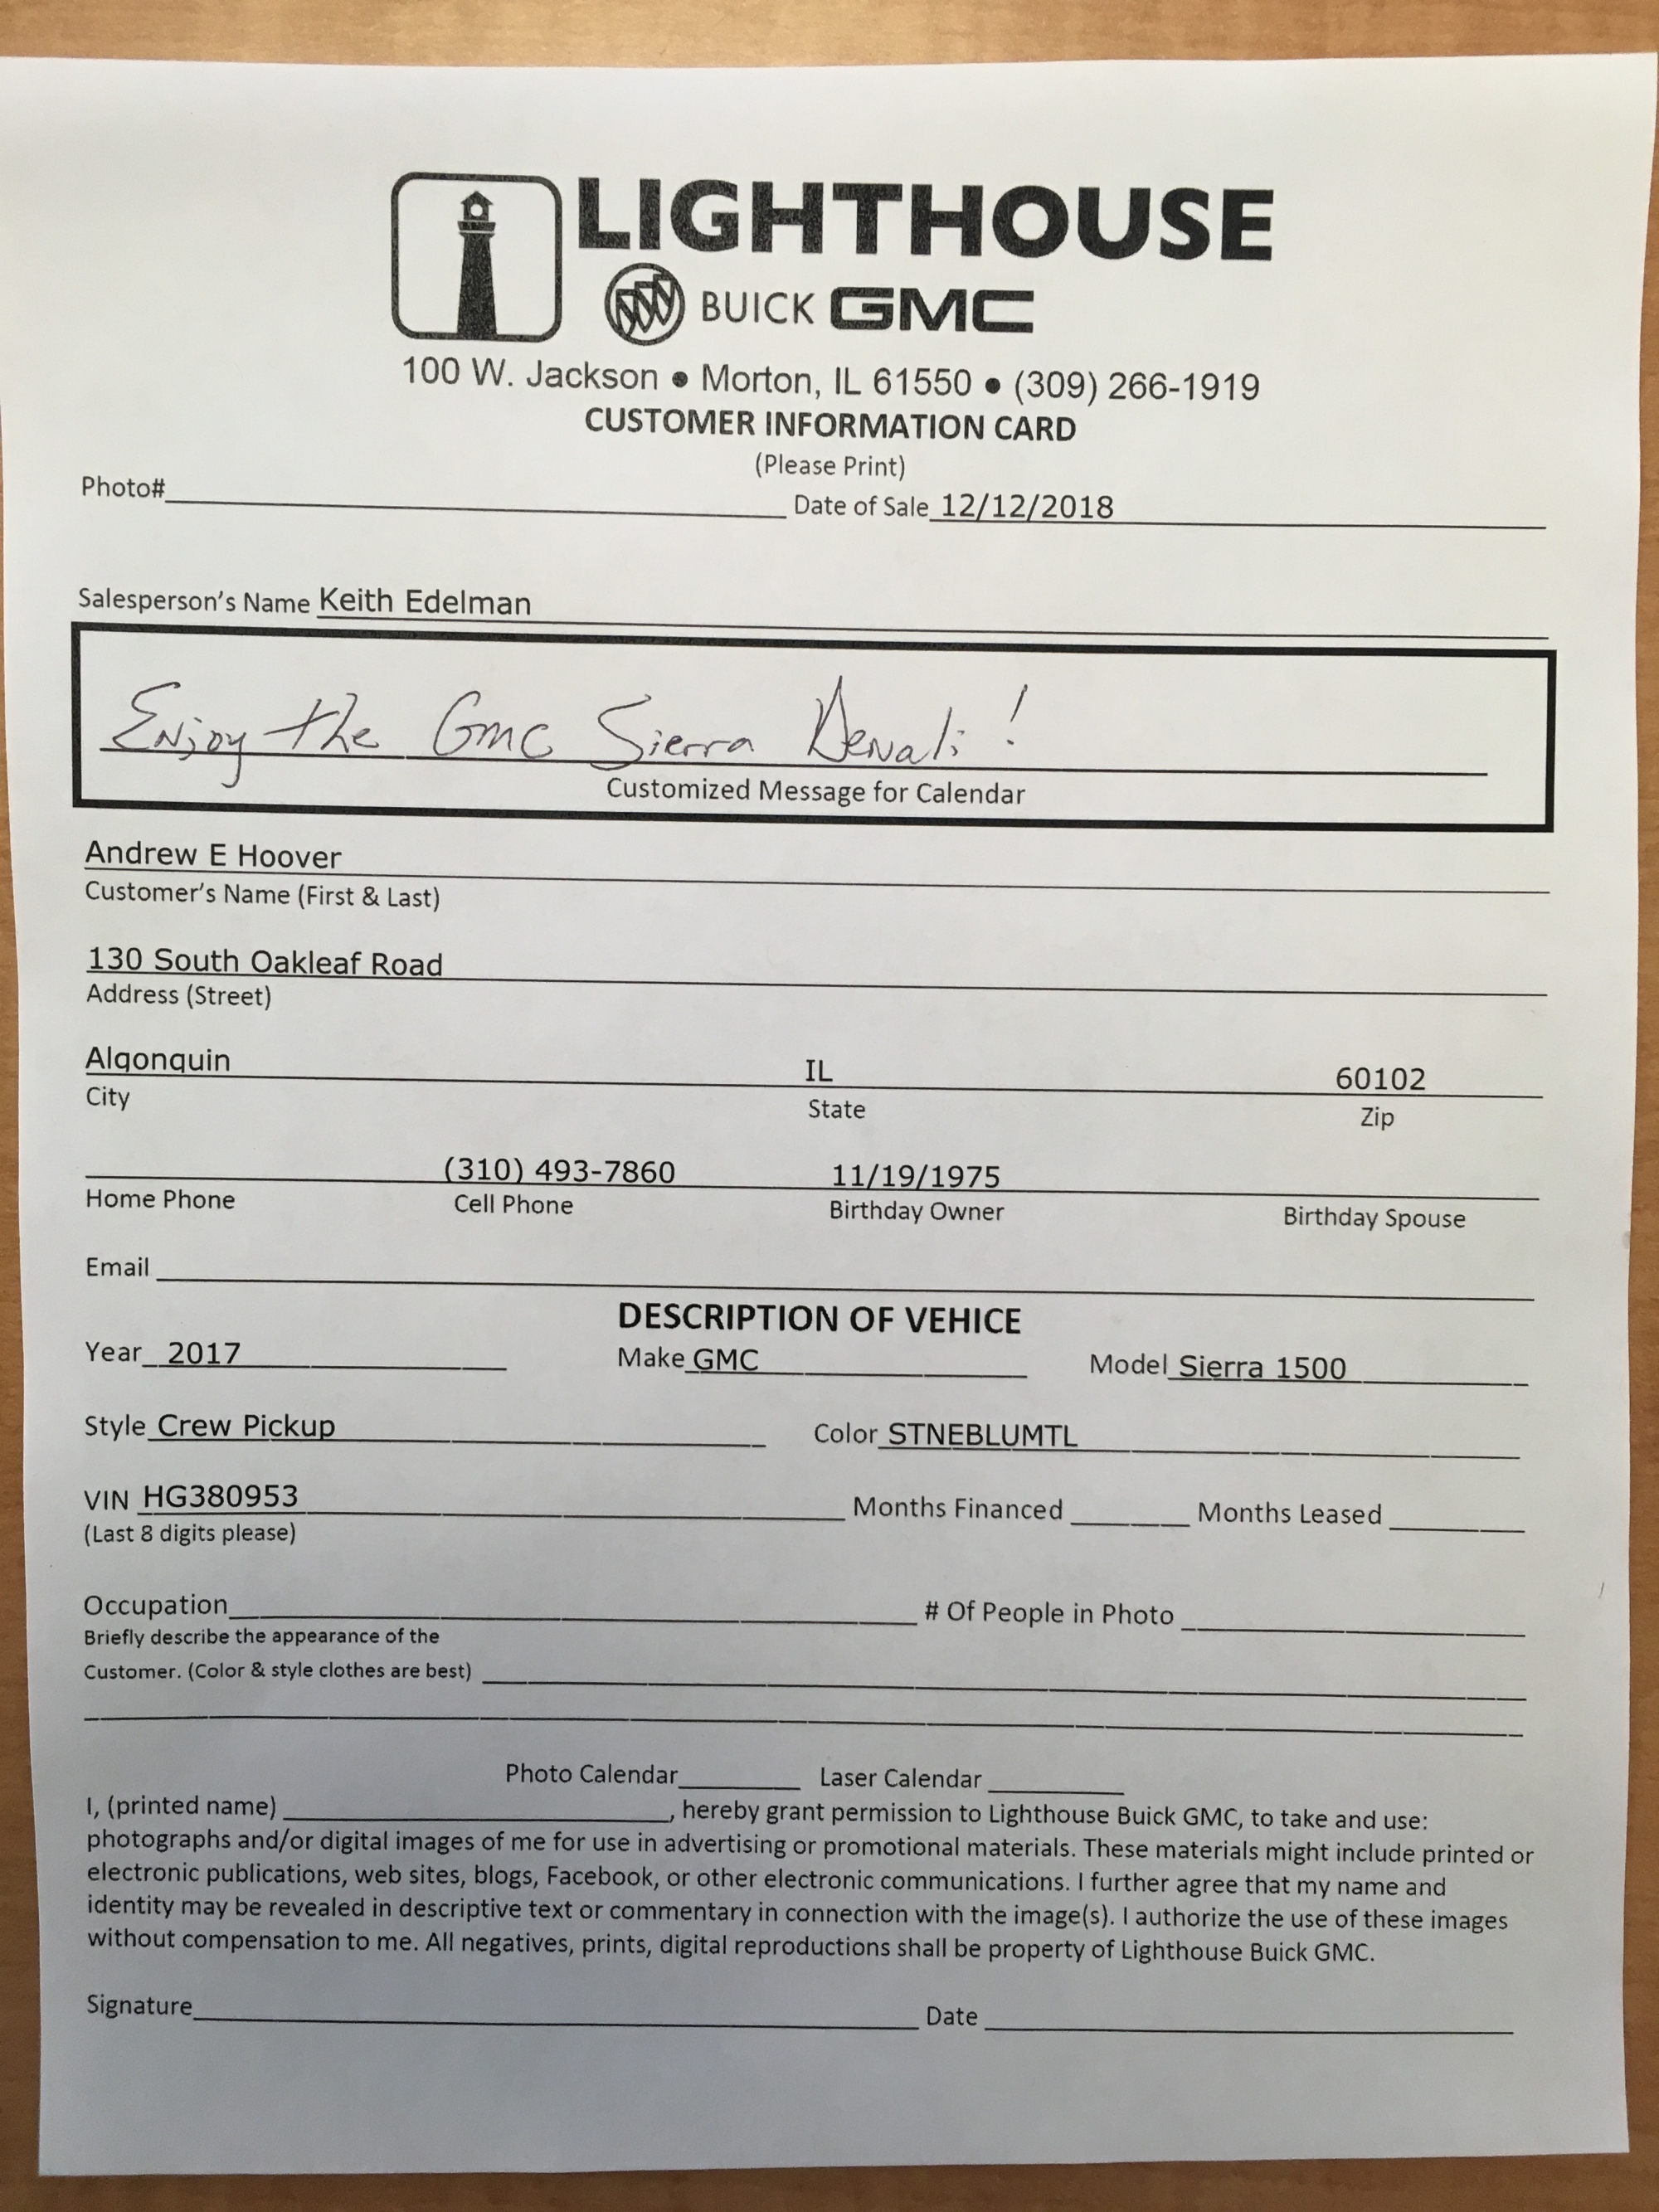 LIGHTHOUSE
BUICK GMC
100 W. Jackson • Morton, IL 61550 • (309) 266-1919
CUSTOMER INFORMATION CARD
(Please Print)
Photo# Date of Sale 12/12/2018
Salesperson's Name Keith Edelman
Enjoy the GMC Sierra Denali!
Customized Message for Calendar
Andrew E Hoover
Customer's Name (First & Last)
130 South Oakleaf Road
Address (Street)
Algonquin IL 60102
City State Zip
(310) 493-7860 11/19/1975
Home Phone Cell Phone Birthday Owner Birthday Spouse
Email
DESCRIPTION OF VEHICE
Year 2017 Make GMC Model Sierra 1500
Style Crew Pickup Color STNEBLUMTL
VIN HG380953 Months Financed Months Leased
(Last 8 digits please)
Occupation # Of People in Photo
Briefly describe the appearance of the
Customer. (Color & style clothes are best)
Photo Calendar Laser Calendar
I, (printed name) , hereby grant permission to Lighthouse Buick GMC, to take and use:
photographs and/or digital images of me for use in advertising or promotional materials. These materials might include printed or
electronic publications, web sites, blogs, Facebook, or other electronic communications. I further agree that my name and
identity may be revealed in descriptive text or commentary in connection with the image(s). I authorize the use of these images
without compensation to me. All negatives, prints, digital reproductions shall be property of Lighthouse Buick GMC.
Signature Date